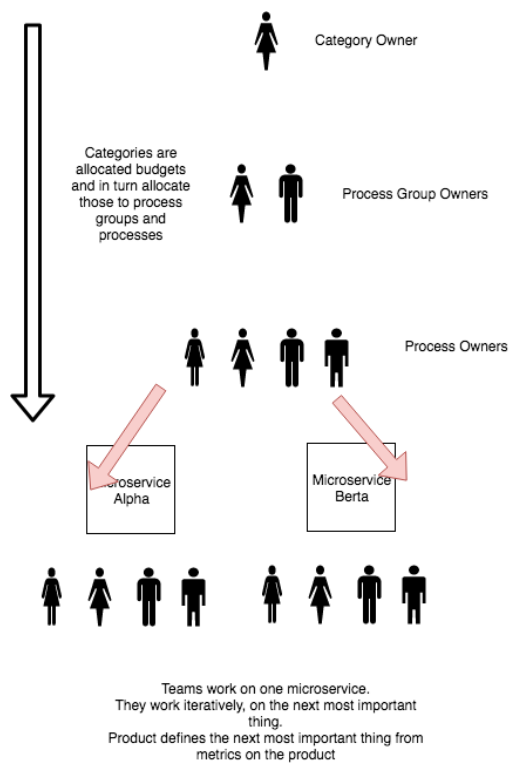 Category Owner
Categories are
allocated budgets
and in turn allocate
those to process
groups and
processes
Process Group Owners
Process Owners
croservice
Alpha
Microservice
Berta
Teams work on one microservice.
They work iteratively, on the next most important
thing.
Product defines the next most important thing from
metrics on the product